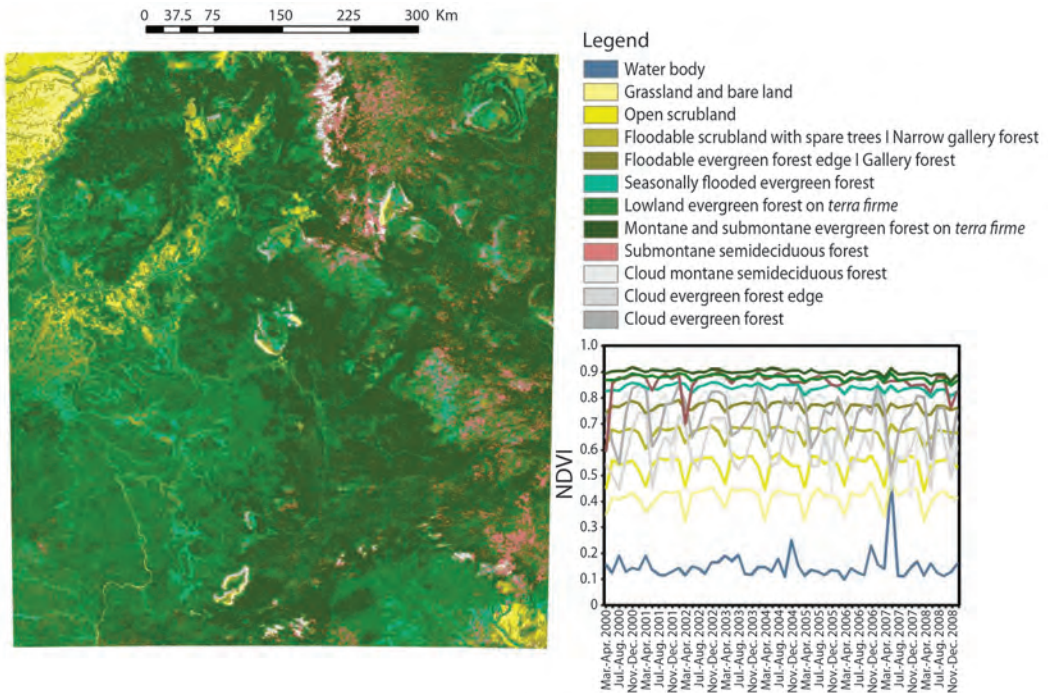 0 37.5 75 150 225 300 Km
Legend
Water body
Grassland and bare land
Open scrubland
Floodable scrubland with spare trees I Narrow gallery forest
Floodable evergreen forest edge I Gallery forest
Seasonally flooded evergreen forest
Lowland evergreen forest on terra firme
Montane and submontane evergreen forest on terra firme
Submontane semideciduous forest
Cloud montane semideciduous forest
Cloud evergreen forest edge
Cloud evergreen forest
1.0
0.9
0.8
0.7
0.6
0.5
0.4
0.3
0.2
0.1
0
NDVI
Mar.-Apr. 2000
Jul.-Aug. 2000
Nov.-Dec. 2000
Mar.-Apr. 2001
Jul.-Aug. 2001
Nov.-Dec. 2001
Mar.-Apr. 2002
Jul.-Aug. 2002
Nov.-Dec. 2002
Mar.-Apr. 2003
Jul.-Aug. 2003
Nov.-Dec. 2003
Mar.-Apr. 2004
Jul.-Aug. 2004
Nov.-Dec. 2004
Mar.-Apr. 2005
Jul.-Aug. 2005
Nov.-Dec. 2005
Mar.-Apr. 2006
Jul.-Aug. 2006
Nov.-Dec. 2006
Mar.-Apr. 2007
Jul.-Aug. 2007
Nov.-Dec. 2007
Mar.-Apr. 2008
Jul.-Aug. 2008
Nov.-Dec. 2008